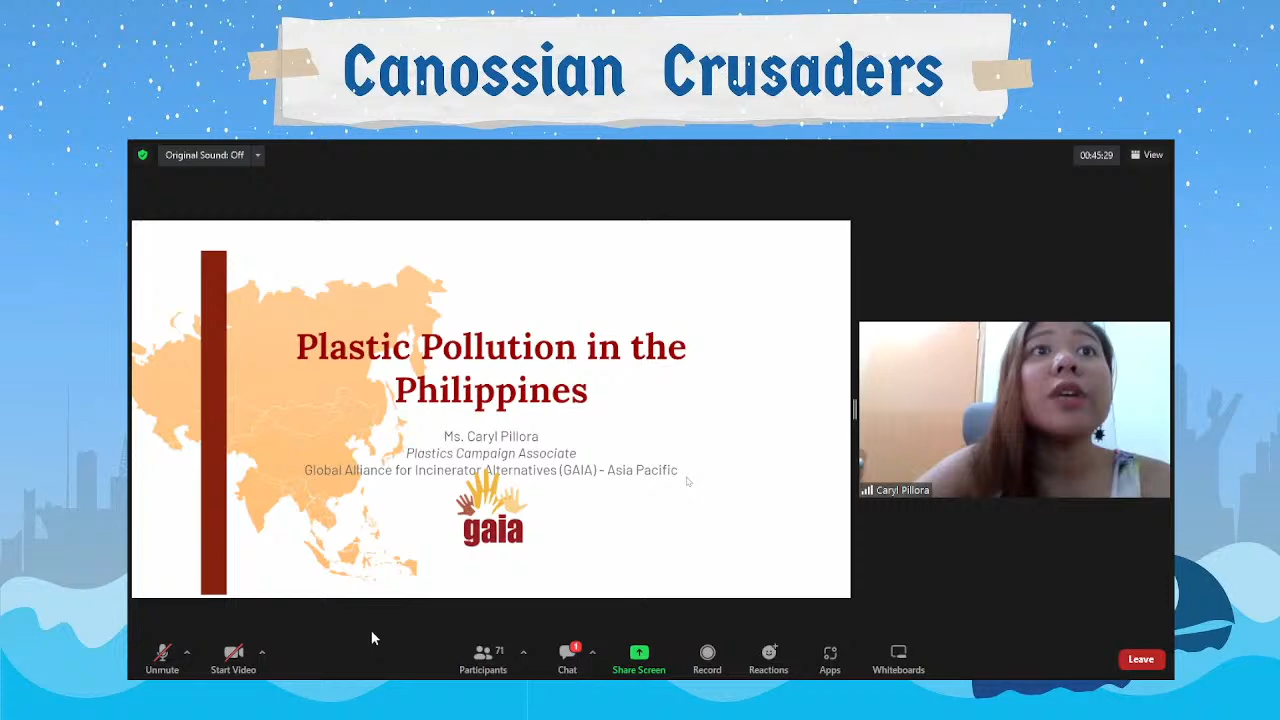 Canossian Crusaders
Original Sound: Off
00:45:29
View
Plastic Pollution in the
Philippines
Ms. Caryl Pillora
Plastics Campaign Associate
Global Alliance for Incinerator Alternatives (GAIA) - Asia Pacific
gaia
Caryl Pillora
Unmute
Start Video
71
Participants
1
Chat
Share Screen
Record
Reactions
Apps
Whiteboards
Leave